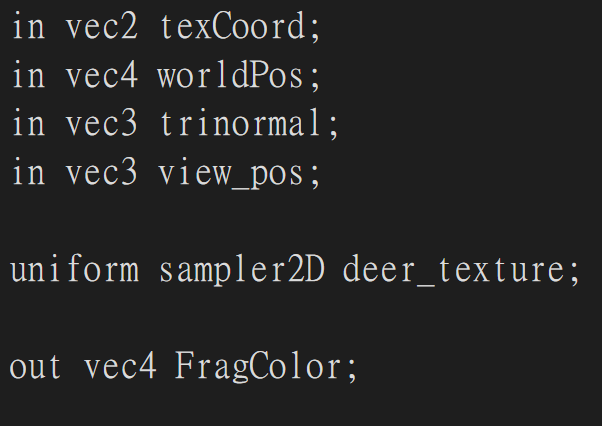 in vec2 texCoord;
in vec4 worldPos;
in vec3 trinormal;
in vec3 view_pos;
uniform sampler2D deer_texture;
out vec4 FragColor;